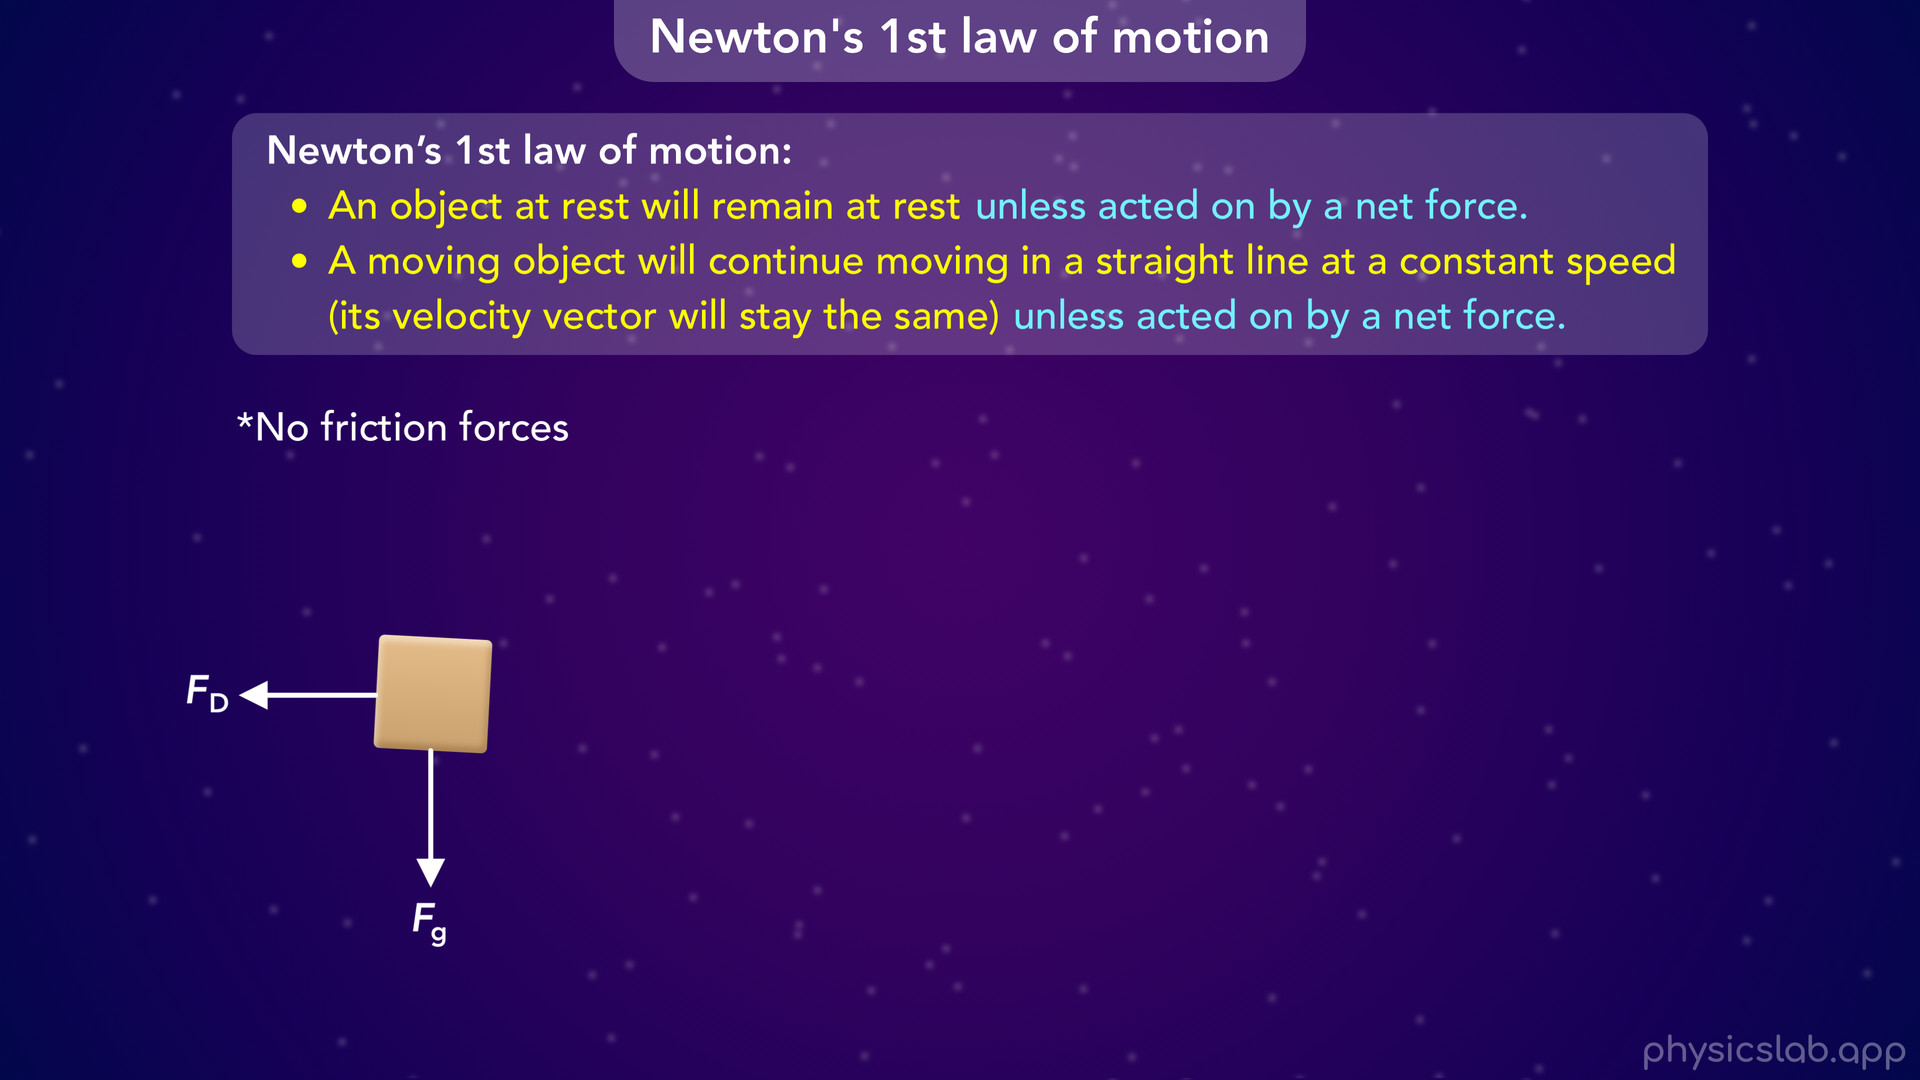 Newton's 1st law of motion
Newton’s 1st law of motion:
• An object at rest will remain at rest unless acted on by a net force.
• A moving object will continue moving in a straight line at a constant speed
(its velocity vector will stay the same) unless acted on by a net force.
*No friction forces
F_D
F_g
physicslab.app